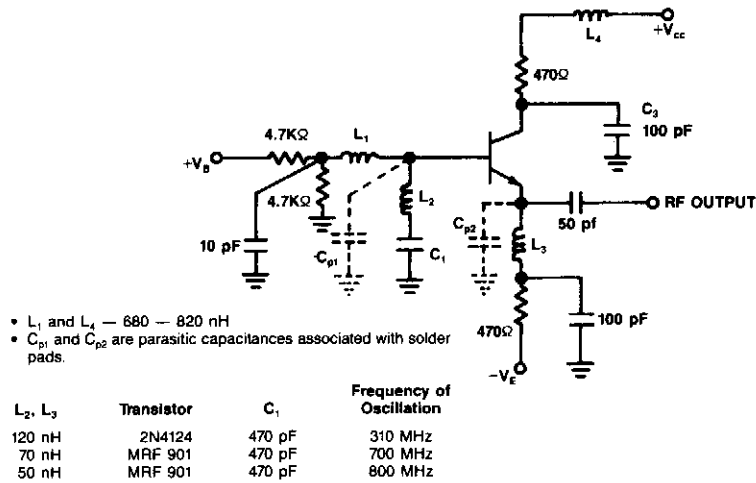 L4
+Vcc
470Ω
C3
100 pF
4.7KΩ
L1
+VB
4.7KΩ
L2
10 pF
Cp1
C1
Cp2
L3
50 pf
RF OUTPUT
470Ω
100 pF
−VE
• L1 and L4 — 680 — 820 nH
• Cp1 and Cp2 are parasitic capacitances associated with solder
pads.
L2, L3 Transistor C1 Frequency of Oscillation
120 nH 2N4124 470 pF 310 MHz
70 nH MRF 901 470 pF 700 MHz
50 nH MRF 901 470 pF 800 MHz